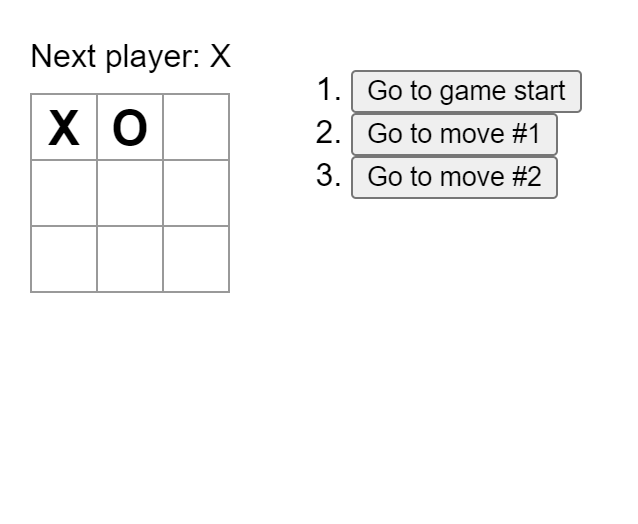 Next player: X
X O
1. Go to game start
2. Go to move #1
3. Go to move #2